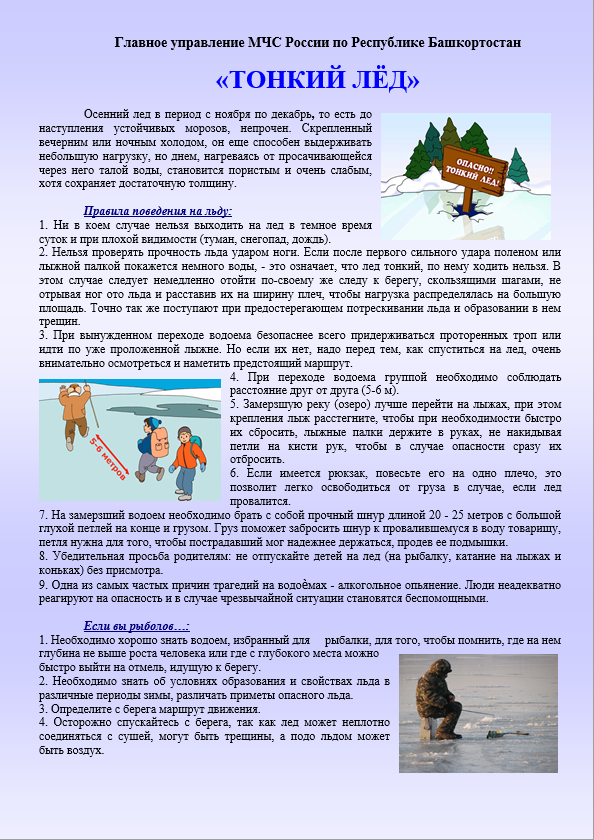 Главное управление МЧС России по Республике Башкортостан
«ТОНКИЙ ЛЁД»
Осенний лед в период с ноября по декабрь, то есть до
наступления устойчивых морозов, непрочен. Скрепленный
вечерним или ночным холодом, он еще способен выдерживать
небольшую нагрузку, но днем, нагреваясь от просачивающейся
через него талой воды, становится пористым и очень слабым,
хотя сохраняет достаточную толщину.
ОПАСНО!!
ТОНКИЙ ЛЕД!
Правила поведения на льду:
1. Ни в коем случае нельзя выходить на лед в темное время
суток и при плохой видимости (туман, снегопад, дождь).
2. Нельзя проверять прочность льда ударом ноги. Если после первого сильного удара поленом или
лыжной палкой покажется немного воды, - это означает, что лед тонкий, по нему ходить нельзя. В
этом случае следует немедленно отойти по-своему же следу к берегу, скользящими шагами, не
отрывая ног ото льда и расставив их на ширину плеч, чтобы нагрузка распределялась на большую
площадь. Точно так же поступают при предостерегающем потрескивании льда и образовании в нем
трещин.
3. При вынужденном переходе водоема безопаснее всего придерживаться проторенных троп или
идти по уже проложенной лыжне. Но если их нет, надо перед тем, как спуститься на лед, очень
внимательно осмотреться и наметить предстоящий маршрут.
5-6 метров
4. При переходе водоема группой необходимо соблюдать
расстояние друг от друга (5-6 м).
5. Замерзшую реку (озеро) лучше перейти на лыжах, при этом
крепления лыж расстегните, чтобы при необходимости быстро
их сбросить, лыжные палки держите в руках, не накидывая
петли на кисти рук, чтобы в случае опасности сразу их
отбросить.
6. Если имеется рюкзак, повесьте его на одно плечо, это
позволит легко освободиться от груза в случае, если лед
провалится.
7. На замерзший водоем необходимо брать с собой прочный шнур длиной 20 - 25 метров с большой
глухой петлей на конце и грузом. Груз поможет забросить шнур к провалившемуся в воду товарищу,
петля нужна для того, чтобы пострадавший мог надежнее держаться, продев ее подмышки.
8. Убедительная просьба родителям: не отпускайте детей на лед (на рыбалку, катание на лыжах и
коньках) без присмотра.
9. Одна из самых частых причин трагедий на водоѐмах - алкогольное опьянение. Люди неадекватно
реагируют на опасность и в случае чрезвычайной ситуации становятся беспомощными.
Если вы рыболов…:
1. Необходимо хорошо знать водоем, избранный для рыбалки, для того, чтобы помнить, где на нем
глубина не выше роста человека или где с глубокого места можно
быстро выйти на отмель, идущую к берегу.
2. Необходимо знать об условиях образования и свойствах льда в
различные периоды зимы, различать приметы опасного льда.
3. Определите с берега маршрут движения.
4. Осторожно спускайтесь с берега, так как лед может неплотно
соединяться с сушей, могут быть трещины, а подо льдом может
быть воздух.